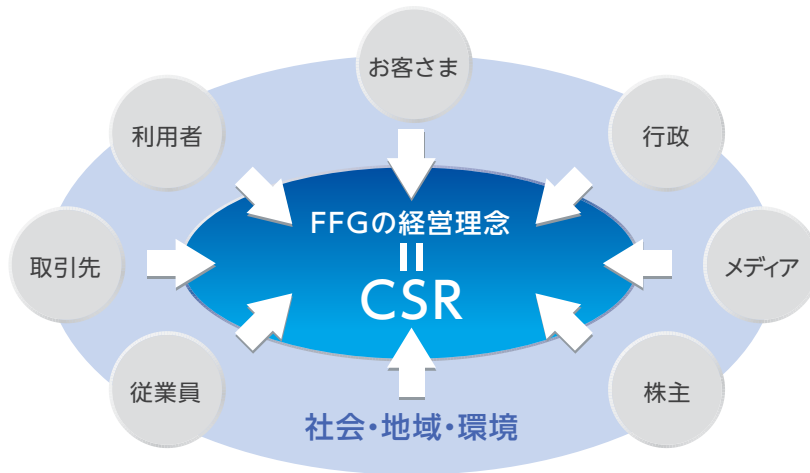 お客さま
利用者
行政
FFGの経営理念
=
CSR
取引先
メディア
従業員
株主
社会・地域・環境